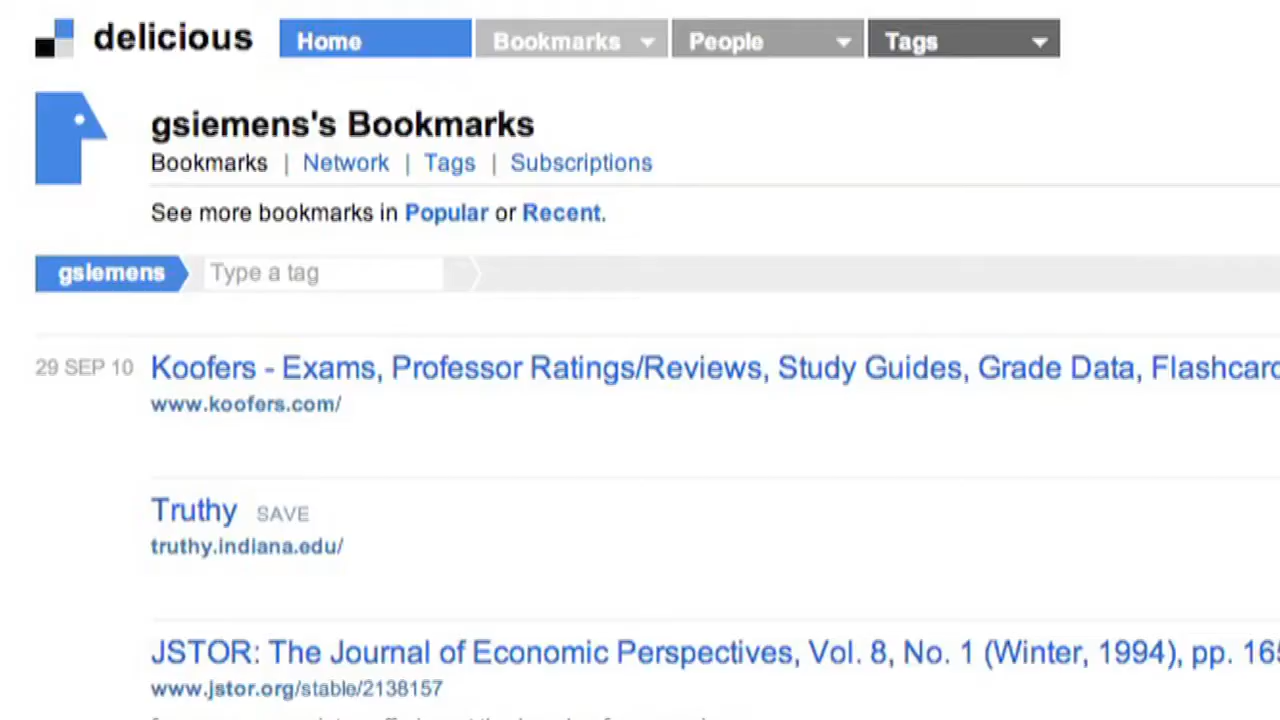 delicious Home Bookmarks People Tags
gsiemens's Bookmarks
Bookmarks | Network | Tags | Subscriptions
See more bookmarks in Popular or Recent.
gsiemens Type a tag
29 SEP 10 Koofers - Exams, Professor Ratings/Reviews, Study Guides, Grade Data, Flashcard
www.koofers.com/
Truthy SAVE
truthy.indiana.edu/
JSTOR: The Journal of Economic Perspectives, Vol. 8, No. 1 (Winter, 1994), pp. 165
www.jstor.org/stable/2138157